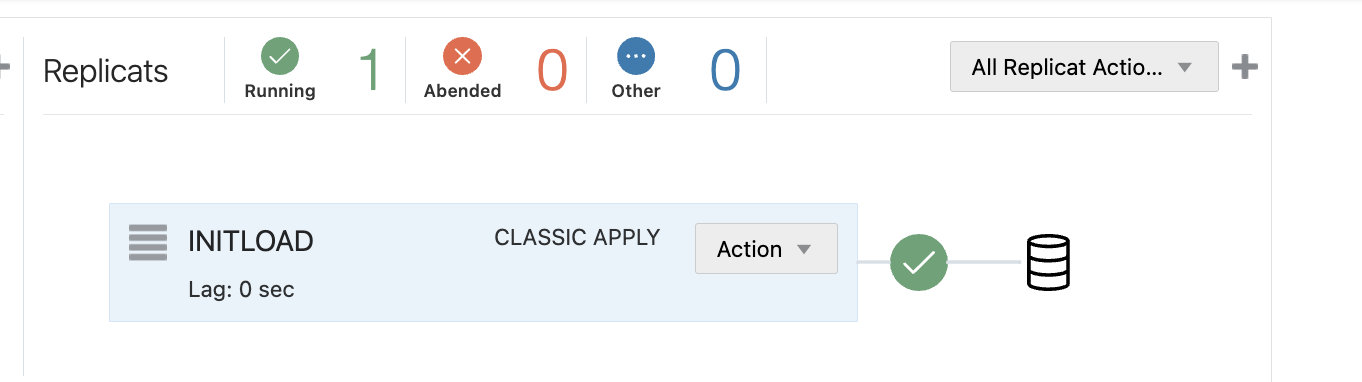 Replicats
Running
1
Abended
0
Other
0
All Replicat Actio...
INITLOAD
CLASSIC APPLY
Action
Lag: 0 sec